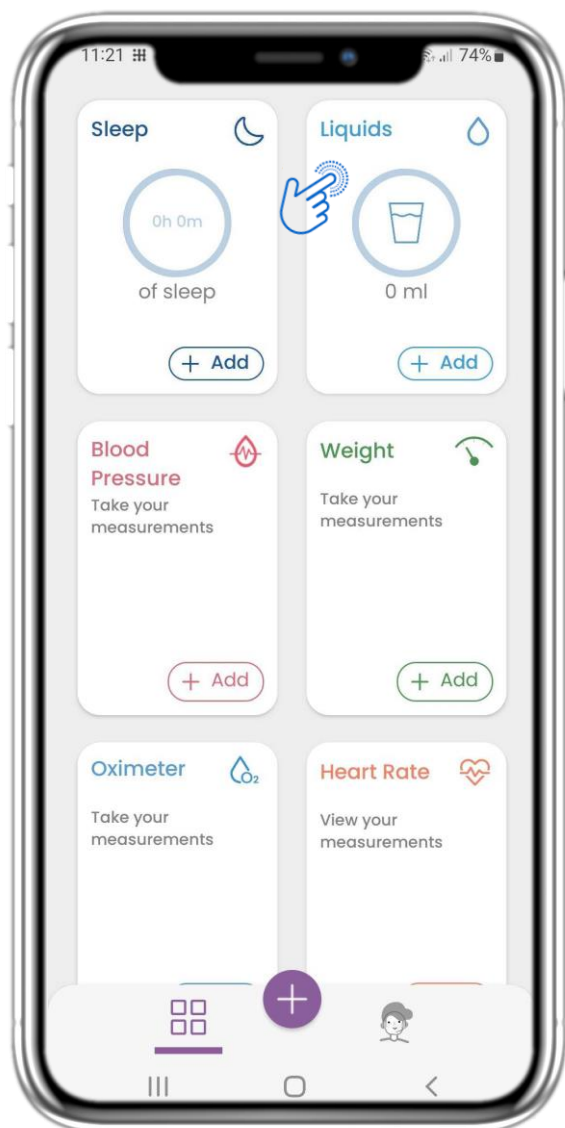 11:21
74%
Sleep
0h 0m
of sleep
+ Add
Liquids
0 ml
+ Add
Blood
Pressure
Take your
measurements
+ Add
Weight
Take your
measurements
+ Add
Oximeter
O2
Take your
measurements
Heart Rate
View your
measurements